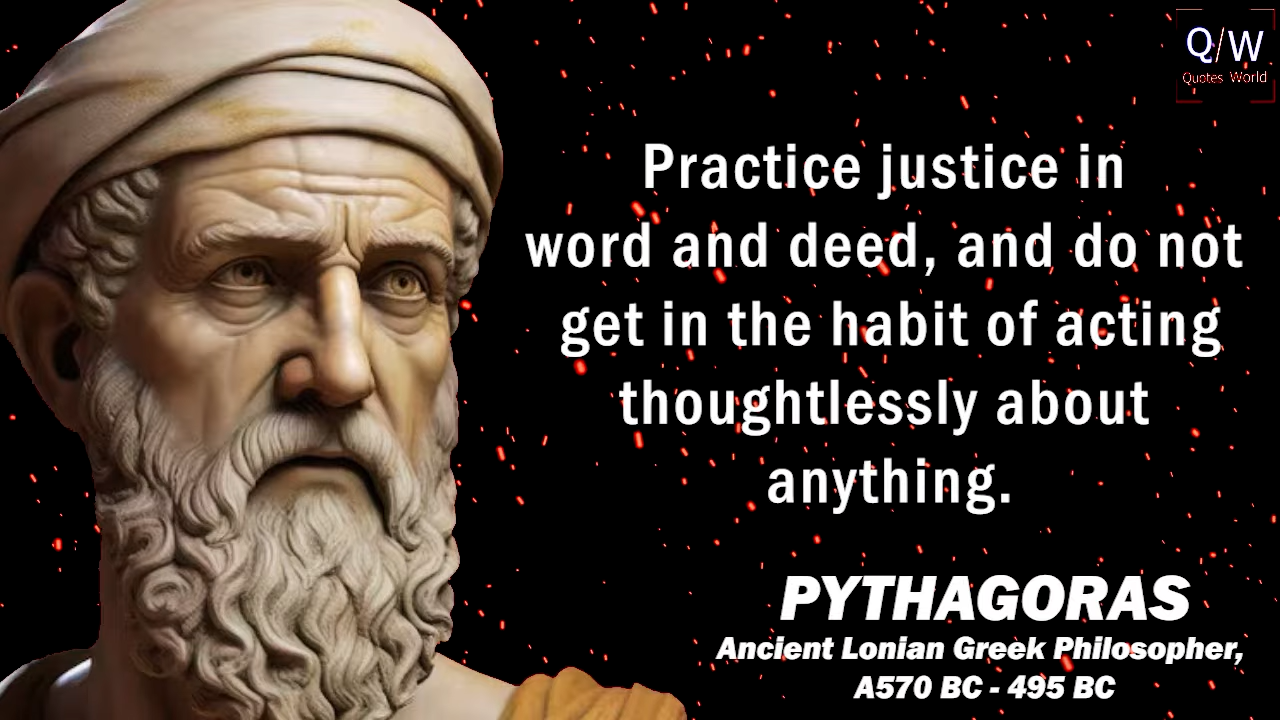 Q/W
Quotes World
Practice justice in
word and deed, and do not
get in the habit of acting
thoughtlessly about
anything.
PYTHAGORAS
Ancient Lonian Greek Philosopher,
A570 BC - 495 BC